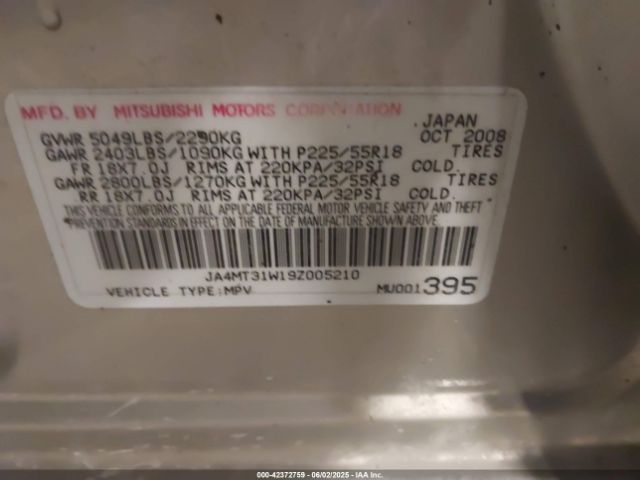 MFD. BY MITSUBISHI MOTORS CORPORATION
JAPAN
GVWR 5049LBS/2290KG OCT 2008
GAWR 2403LBS/1090KG WITH P225/55R18 TIRES
FR 18X7.0J RIMS AT 220KPA/32PSI COLD.
GAWR 2800LBS/1270KG WITH P225/55R18 TIRES
RR 18X7.0J RIMS AT 220KPA/32PSI COLD.
THIS VEHICLE CONFORMS TO ALL APPLICABLE FEDERAL MOTOR VEHICLE SAFETY AND THEFT
PREVENTION STANDARDS IN EFFECT ON THE DATE OF MANUFACTURE SHOWN ABOVE.
JA4MT31W19Z005210
VEHICLE TYPE:MPV MU001395
000-42372759 - 06/02/2025 - IAAI Branches